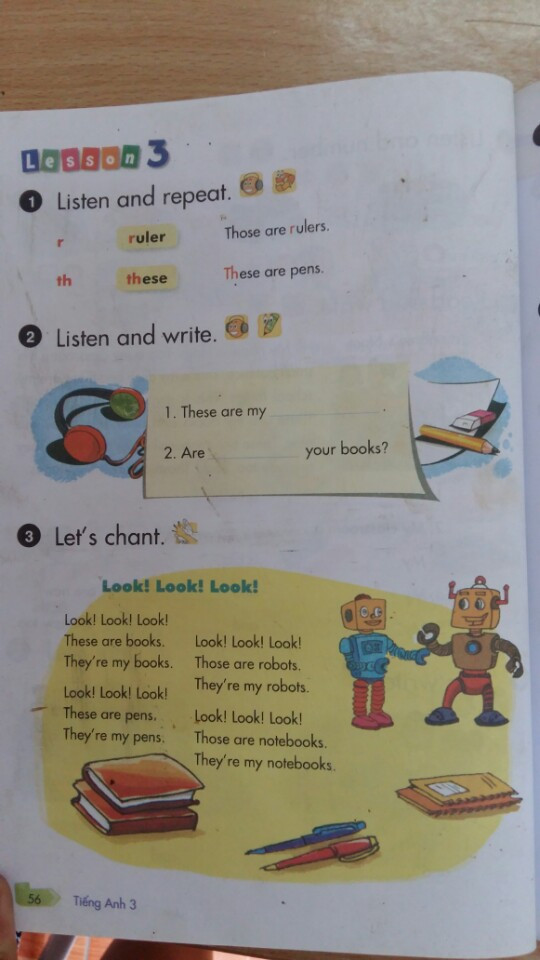 Lesson 3
1 Listen and repeat.
r ruler Those are rulers.
th these These are pens.
2 Listen and write.
1. These are my ____________ .
2. Are ____________ your books?
3 Let's chant.
Look! Look! Look!
Look! Look! Look!
These are books.
They're my books.
Look! Look! Look!
These are pens.
They're my pens.
Look! Look! Look!
Those are robots.
They're my robots.
Look! Look! Look!
Those are notebooks.
They're my notebooks.
56 Tiếng Anh 3